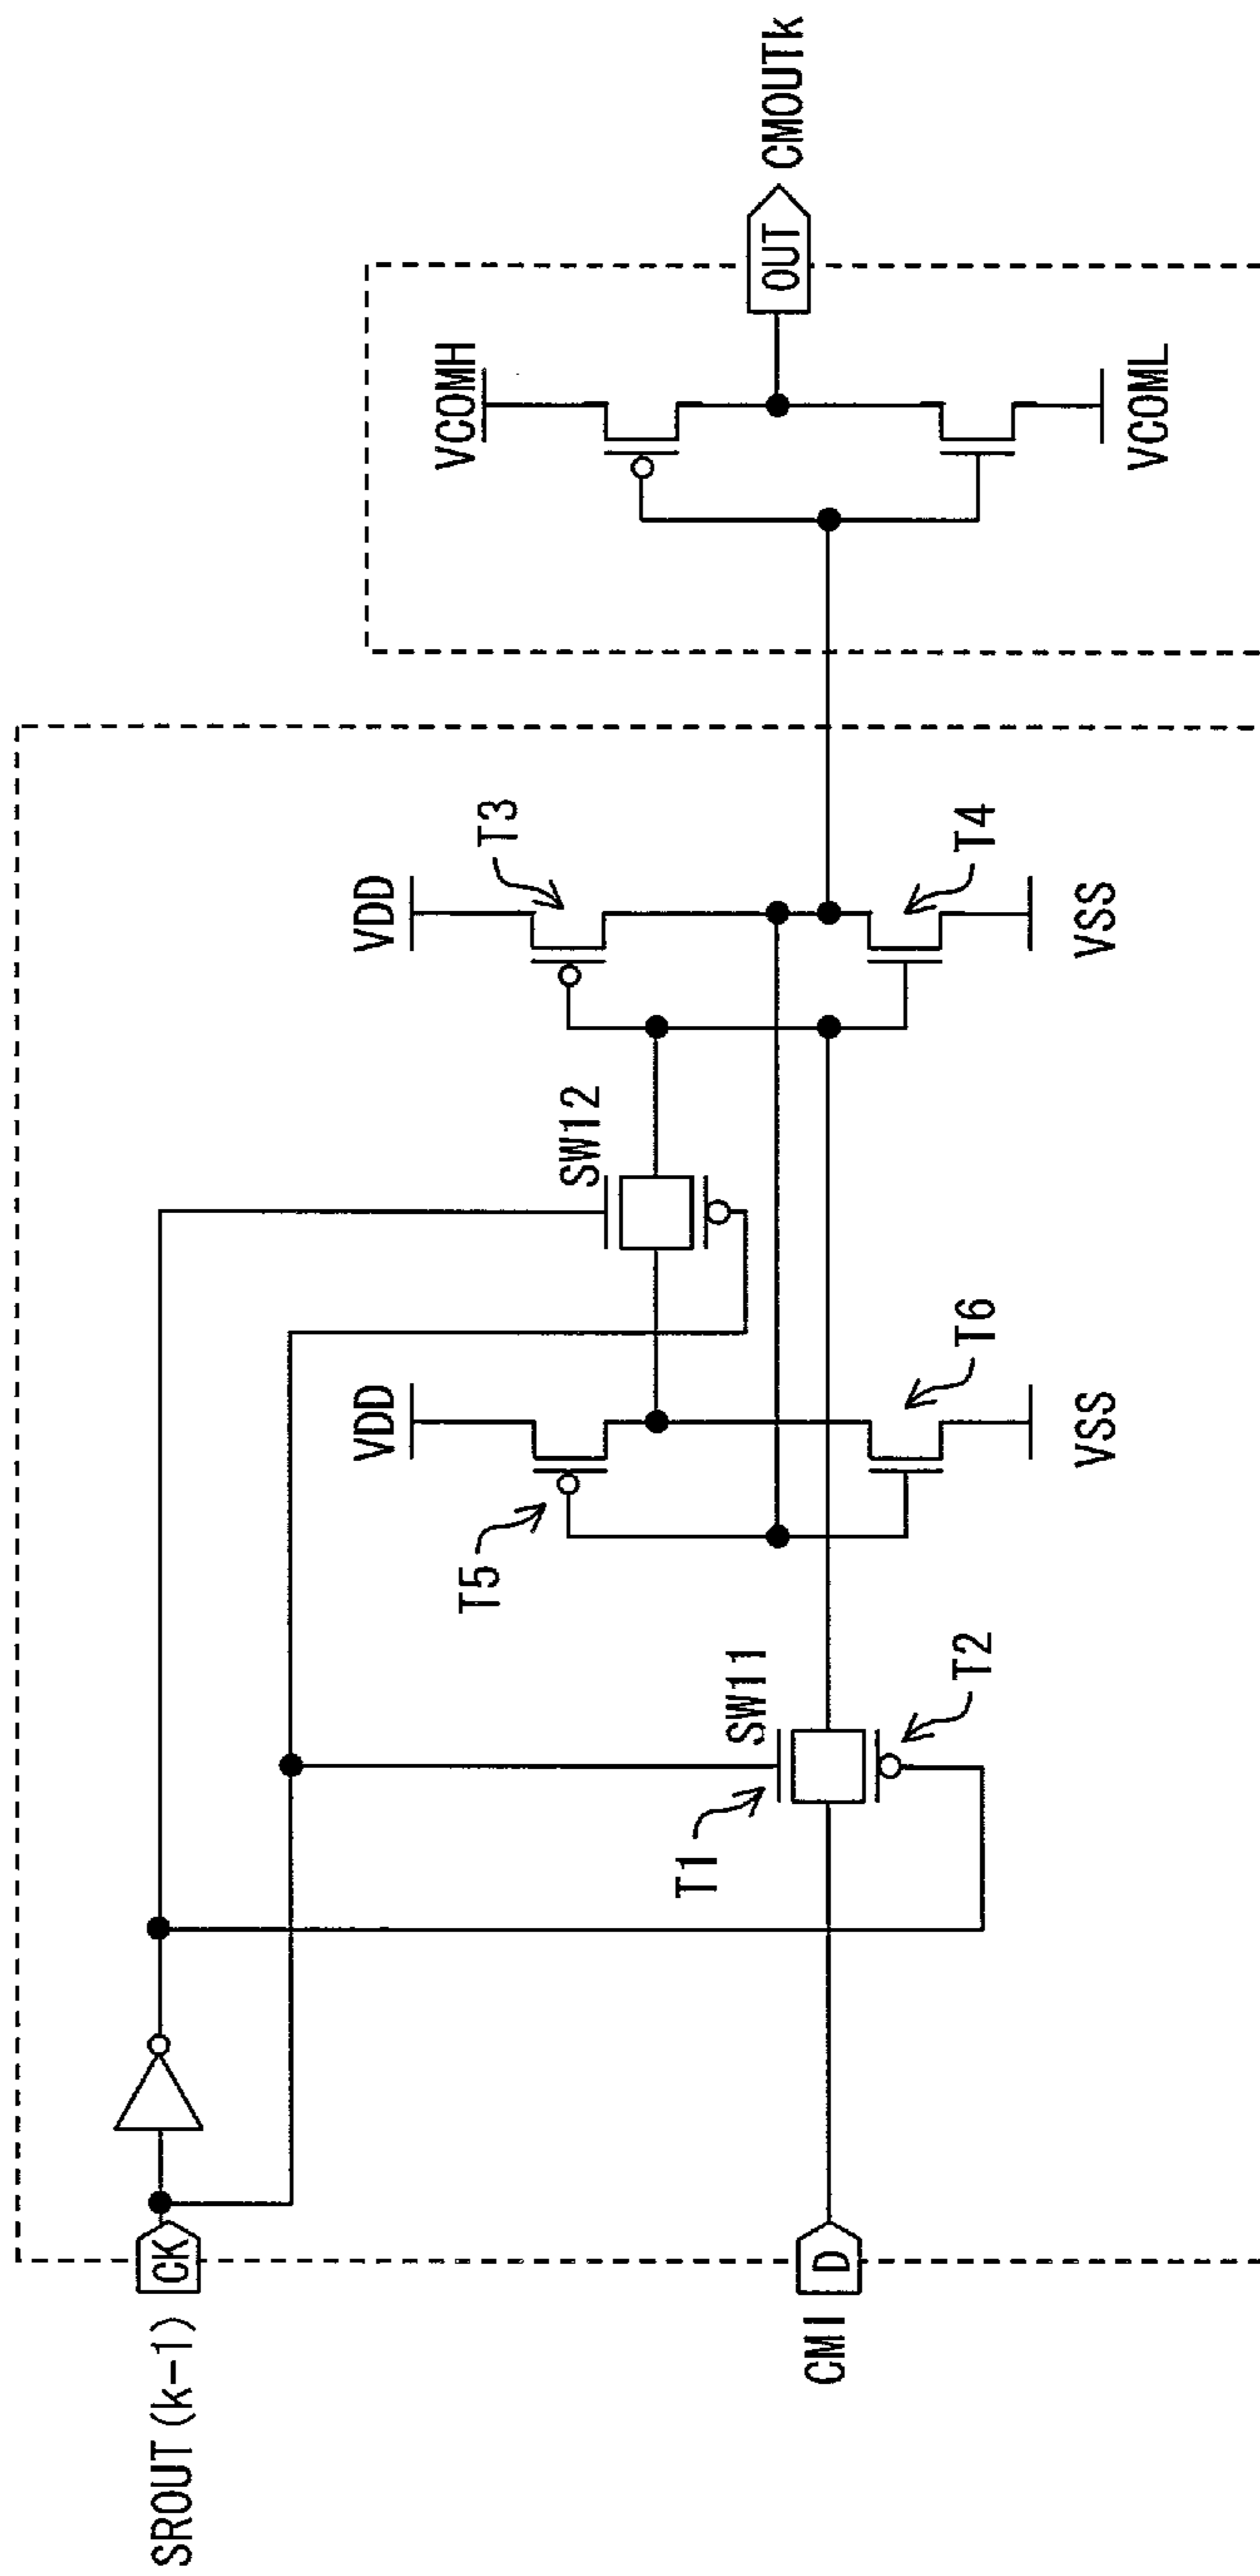 SROUT(k-1)
CK
CMI
D
T1
SW11
T2
T5
VDD
T6
VSS
SW12
VDD
T3
T4
VSS
VCOMH
VCOML
OUT
CMOUTk